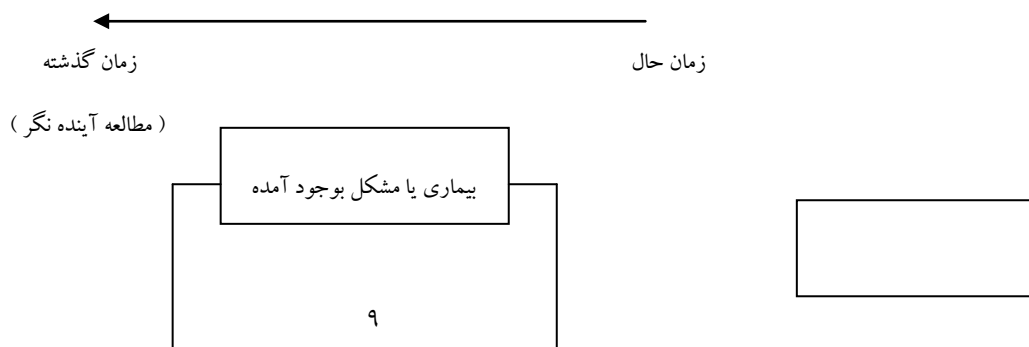 زمان حال
زمان گذشته
( مطالعه آینده نگر )
بیماری یا مشکل بوجود آمده
۹